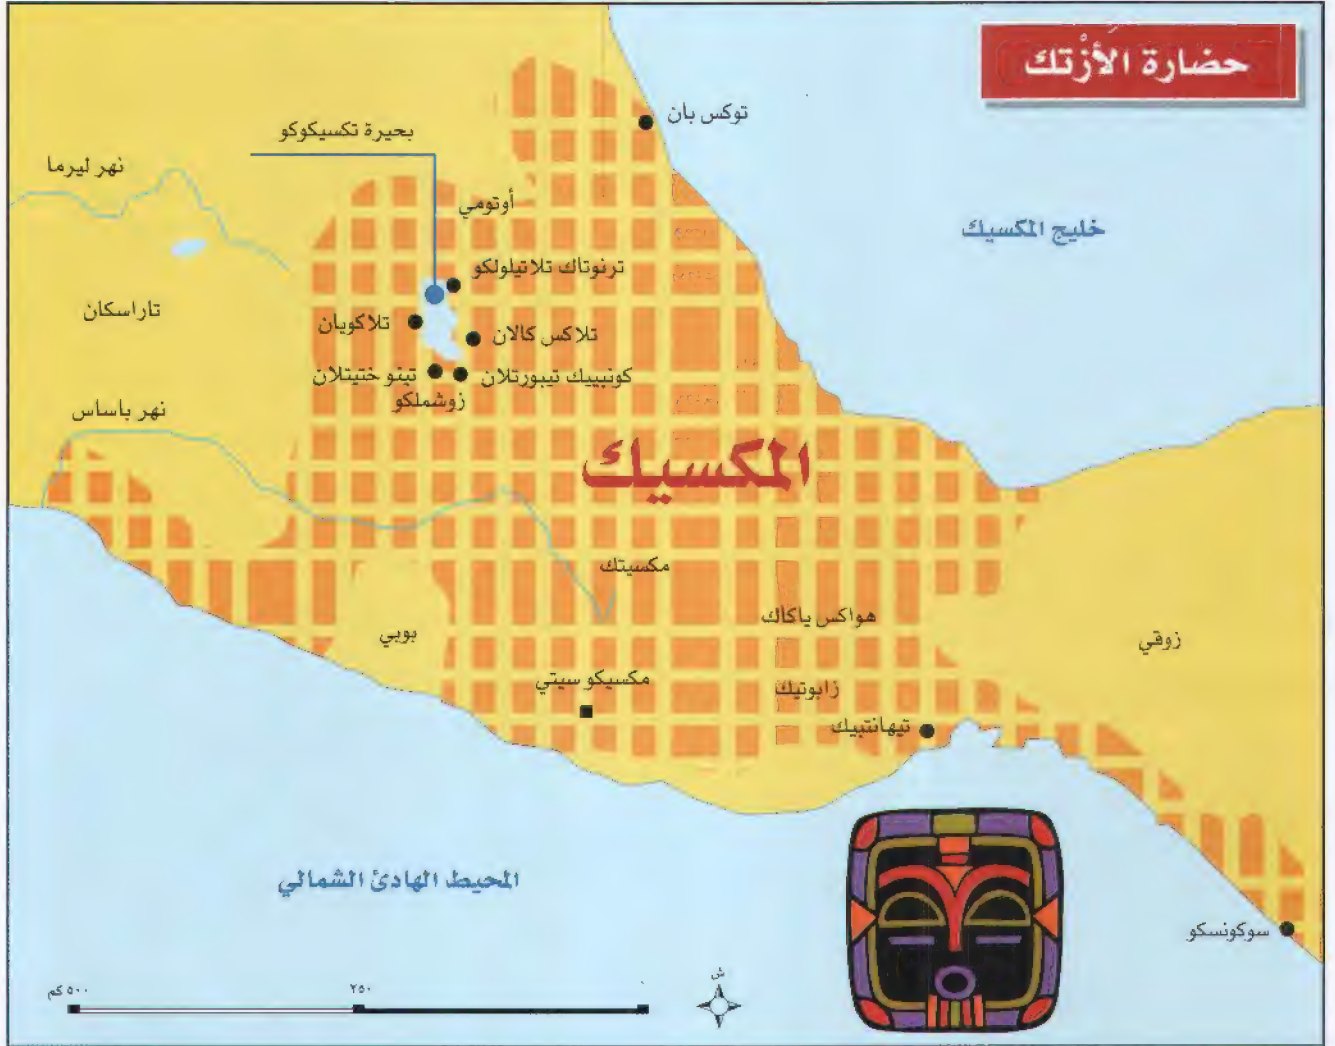 حضارة الأزْتك
توكس بان
بحيرة تكسيكوكو
نهر ليرما
أوتومي
خليج المكسيك
ترنوتاك تلاتيلولكو
تاراسكان
تلاكويان
تلاكس كالان
تينو ختيتلان
كونبييك تيبورتلان
زوشملكو
نهر باساس
المكسيك
مكسيتك
هواكس ياكاك
بوبي
زوقي
مكسيكو سيتي
زابوتيك
تيهانتبيك
المحيط الهادئ الشمالي
سوكونسكو
ش
٥٠٠ كم
٢٥٠
٠